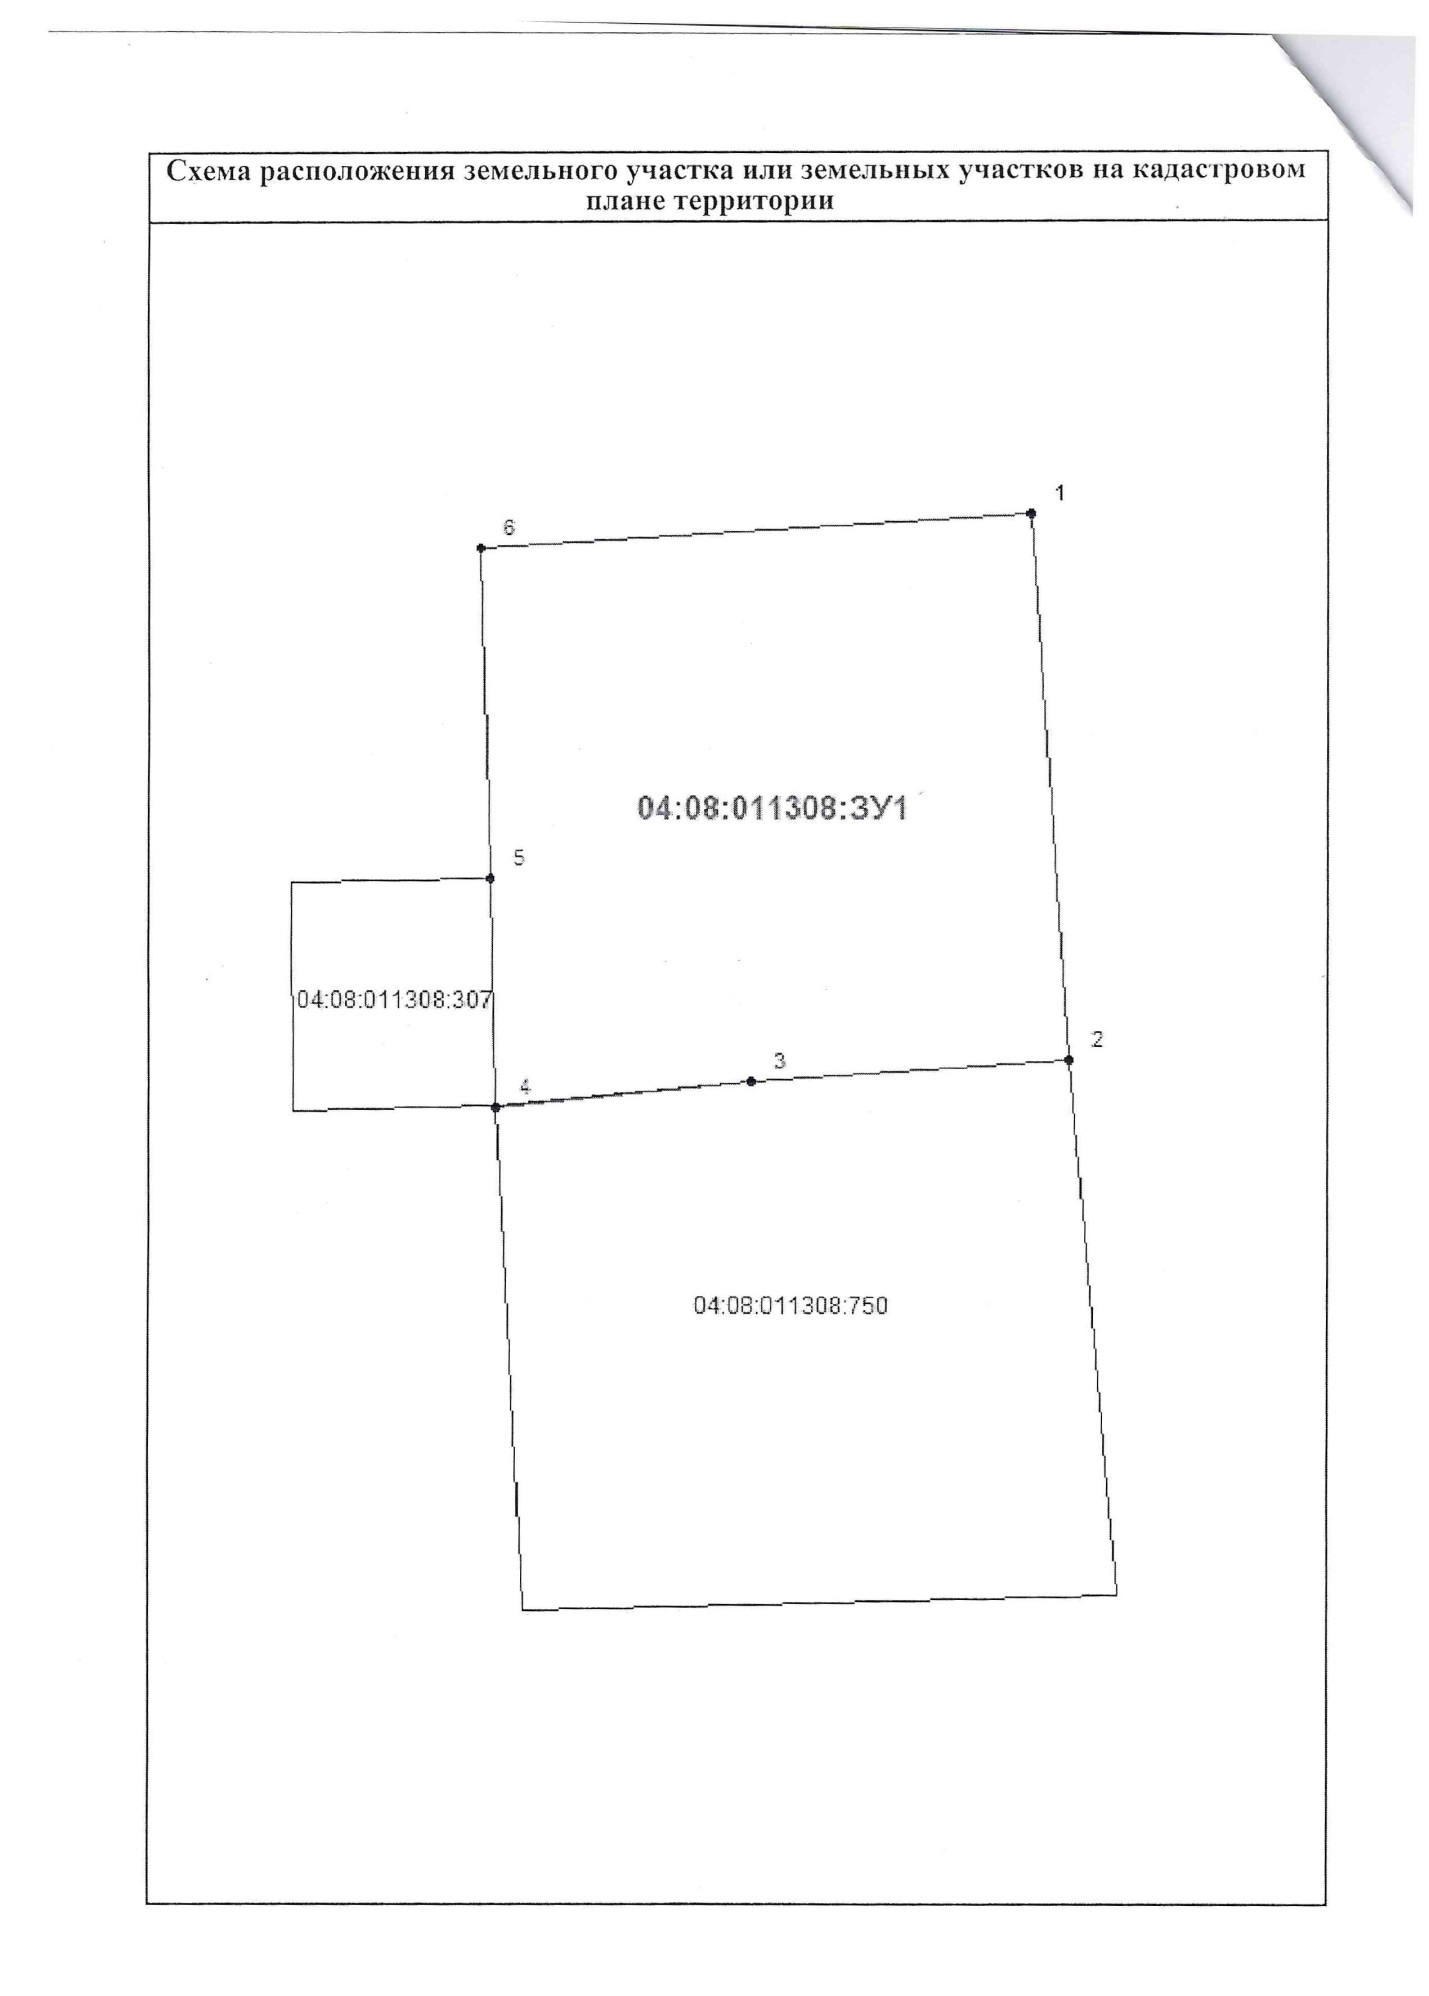 Схема расположения земельного участка или земельных участков на кадастровом
плане территории
1
6
04:08:011308:ЗУ1
5
04:08:011308:307
2
3
4
04:08:011308:750